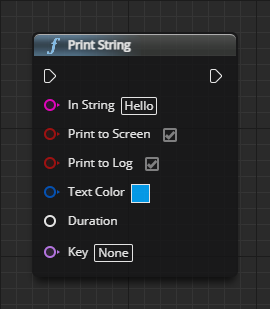 Print String
In String Hello
Print to Screen
Print to Log
Text Color
Duration
Key None